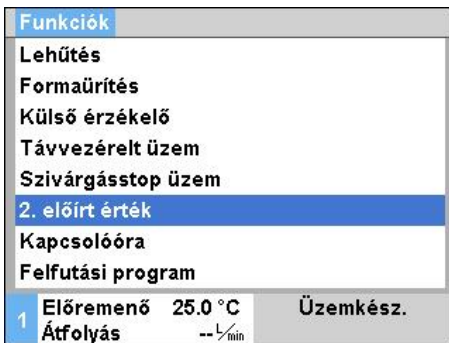 Funkciók
Lehűtés
Formaürítés
Külső érzékelő
Távvezérelt üzem
Szivárgásstop üzem
2. előírt érték
Kapcsolóóra
Felfutási program
1 Előremenő 25.0 °C Üzemkész.
Átfolyás -- L/min